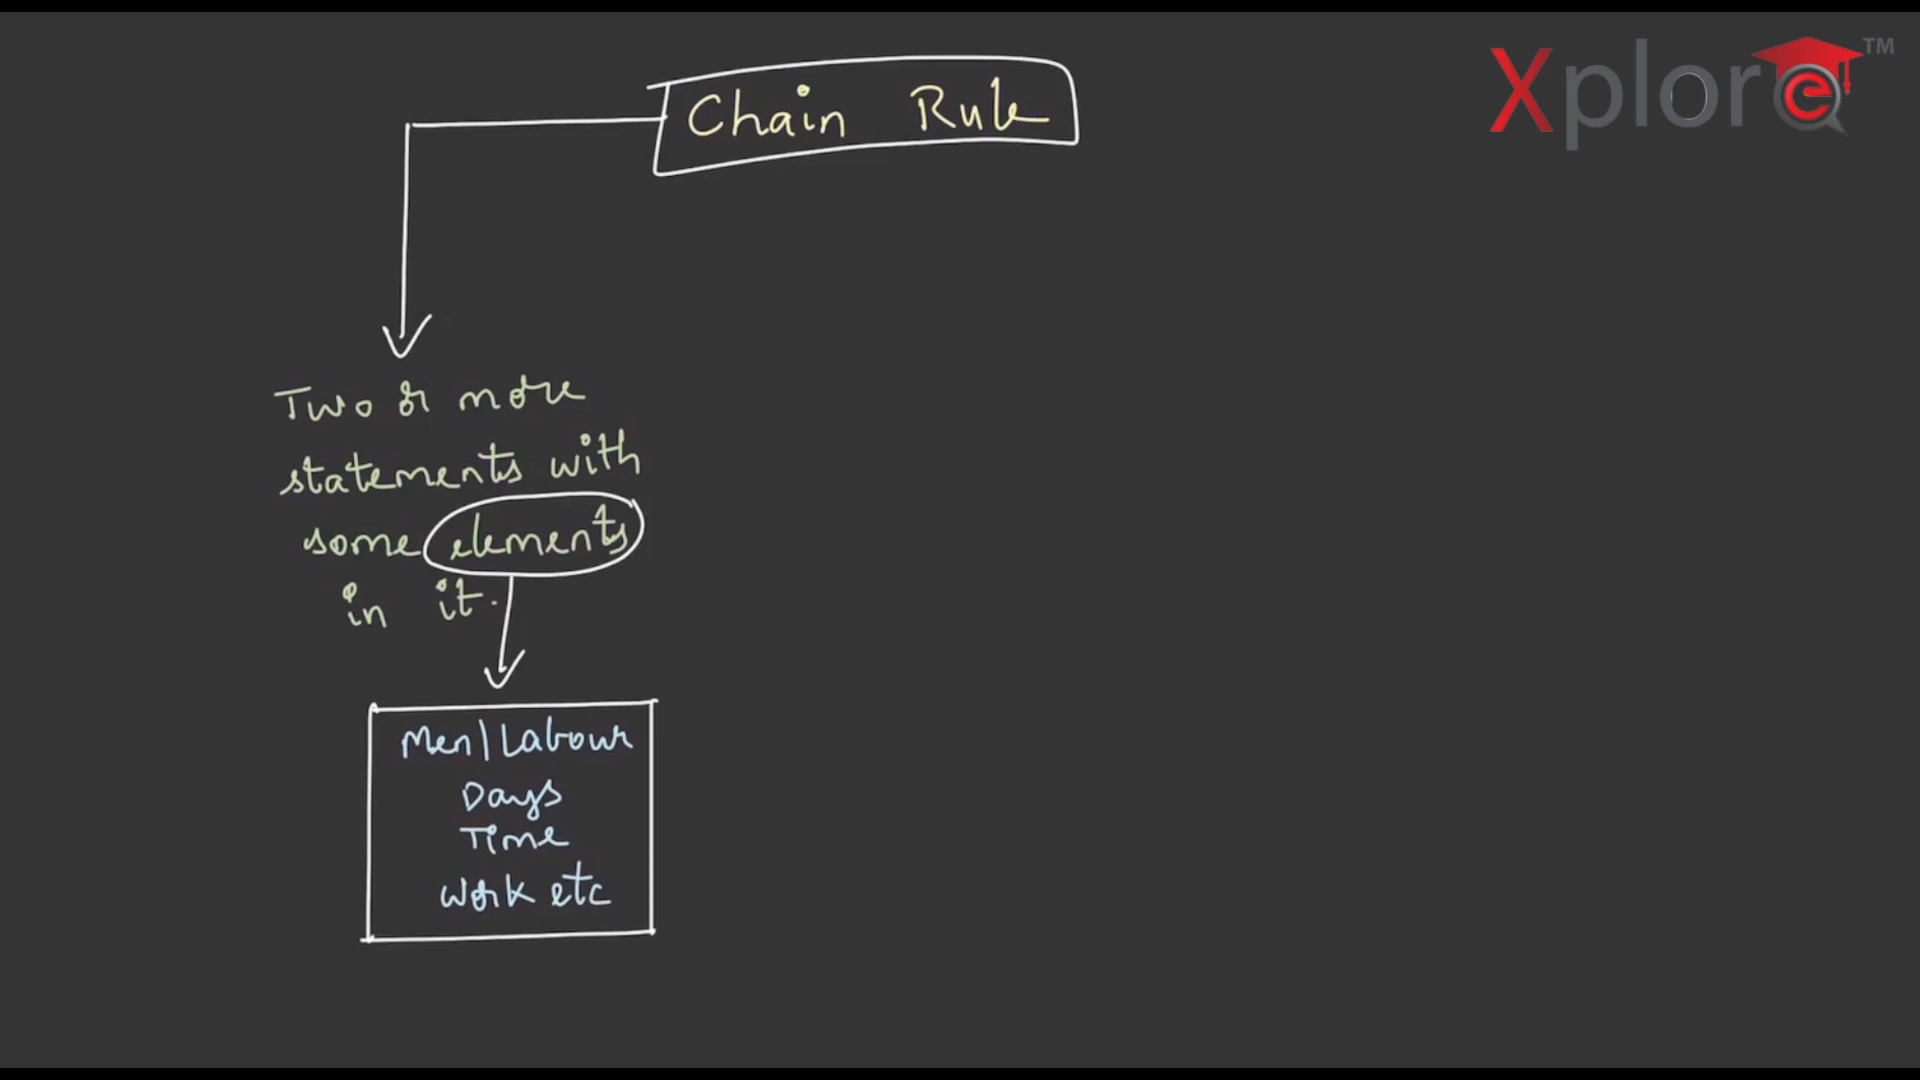 Xplore TM
Chain Rule
Two or more
statements with
some elements
in it.
Men/Labour
Days
Time
Work etc